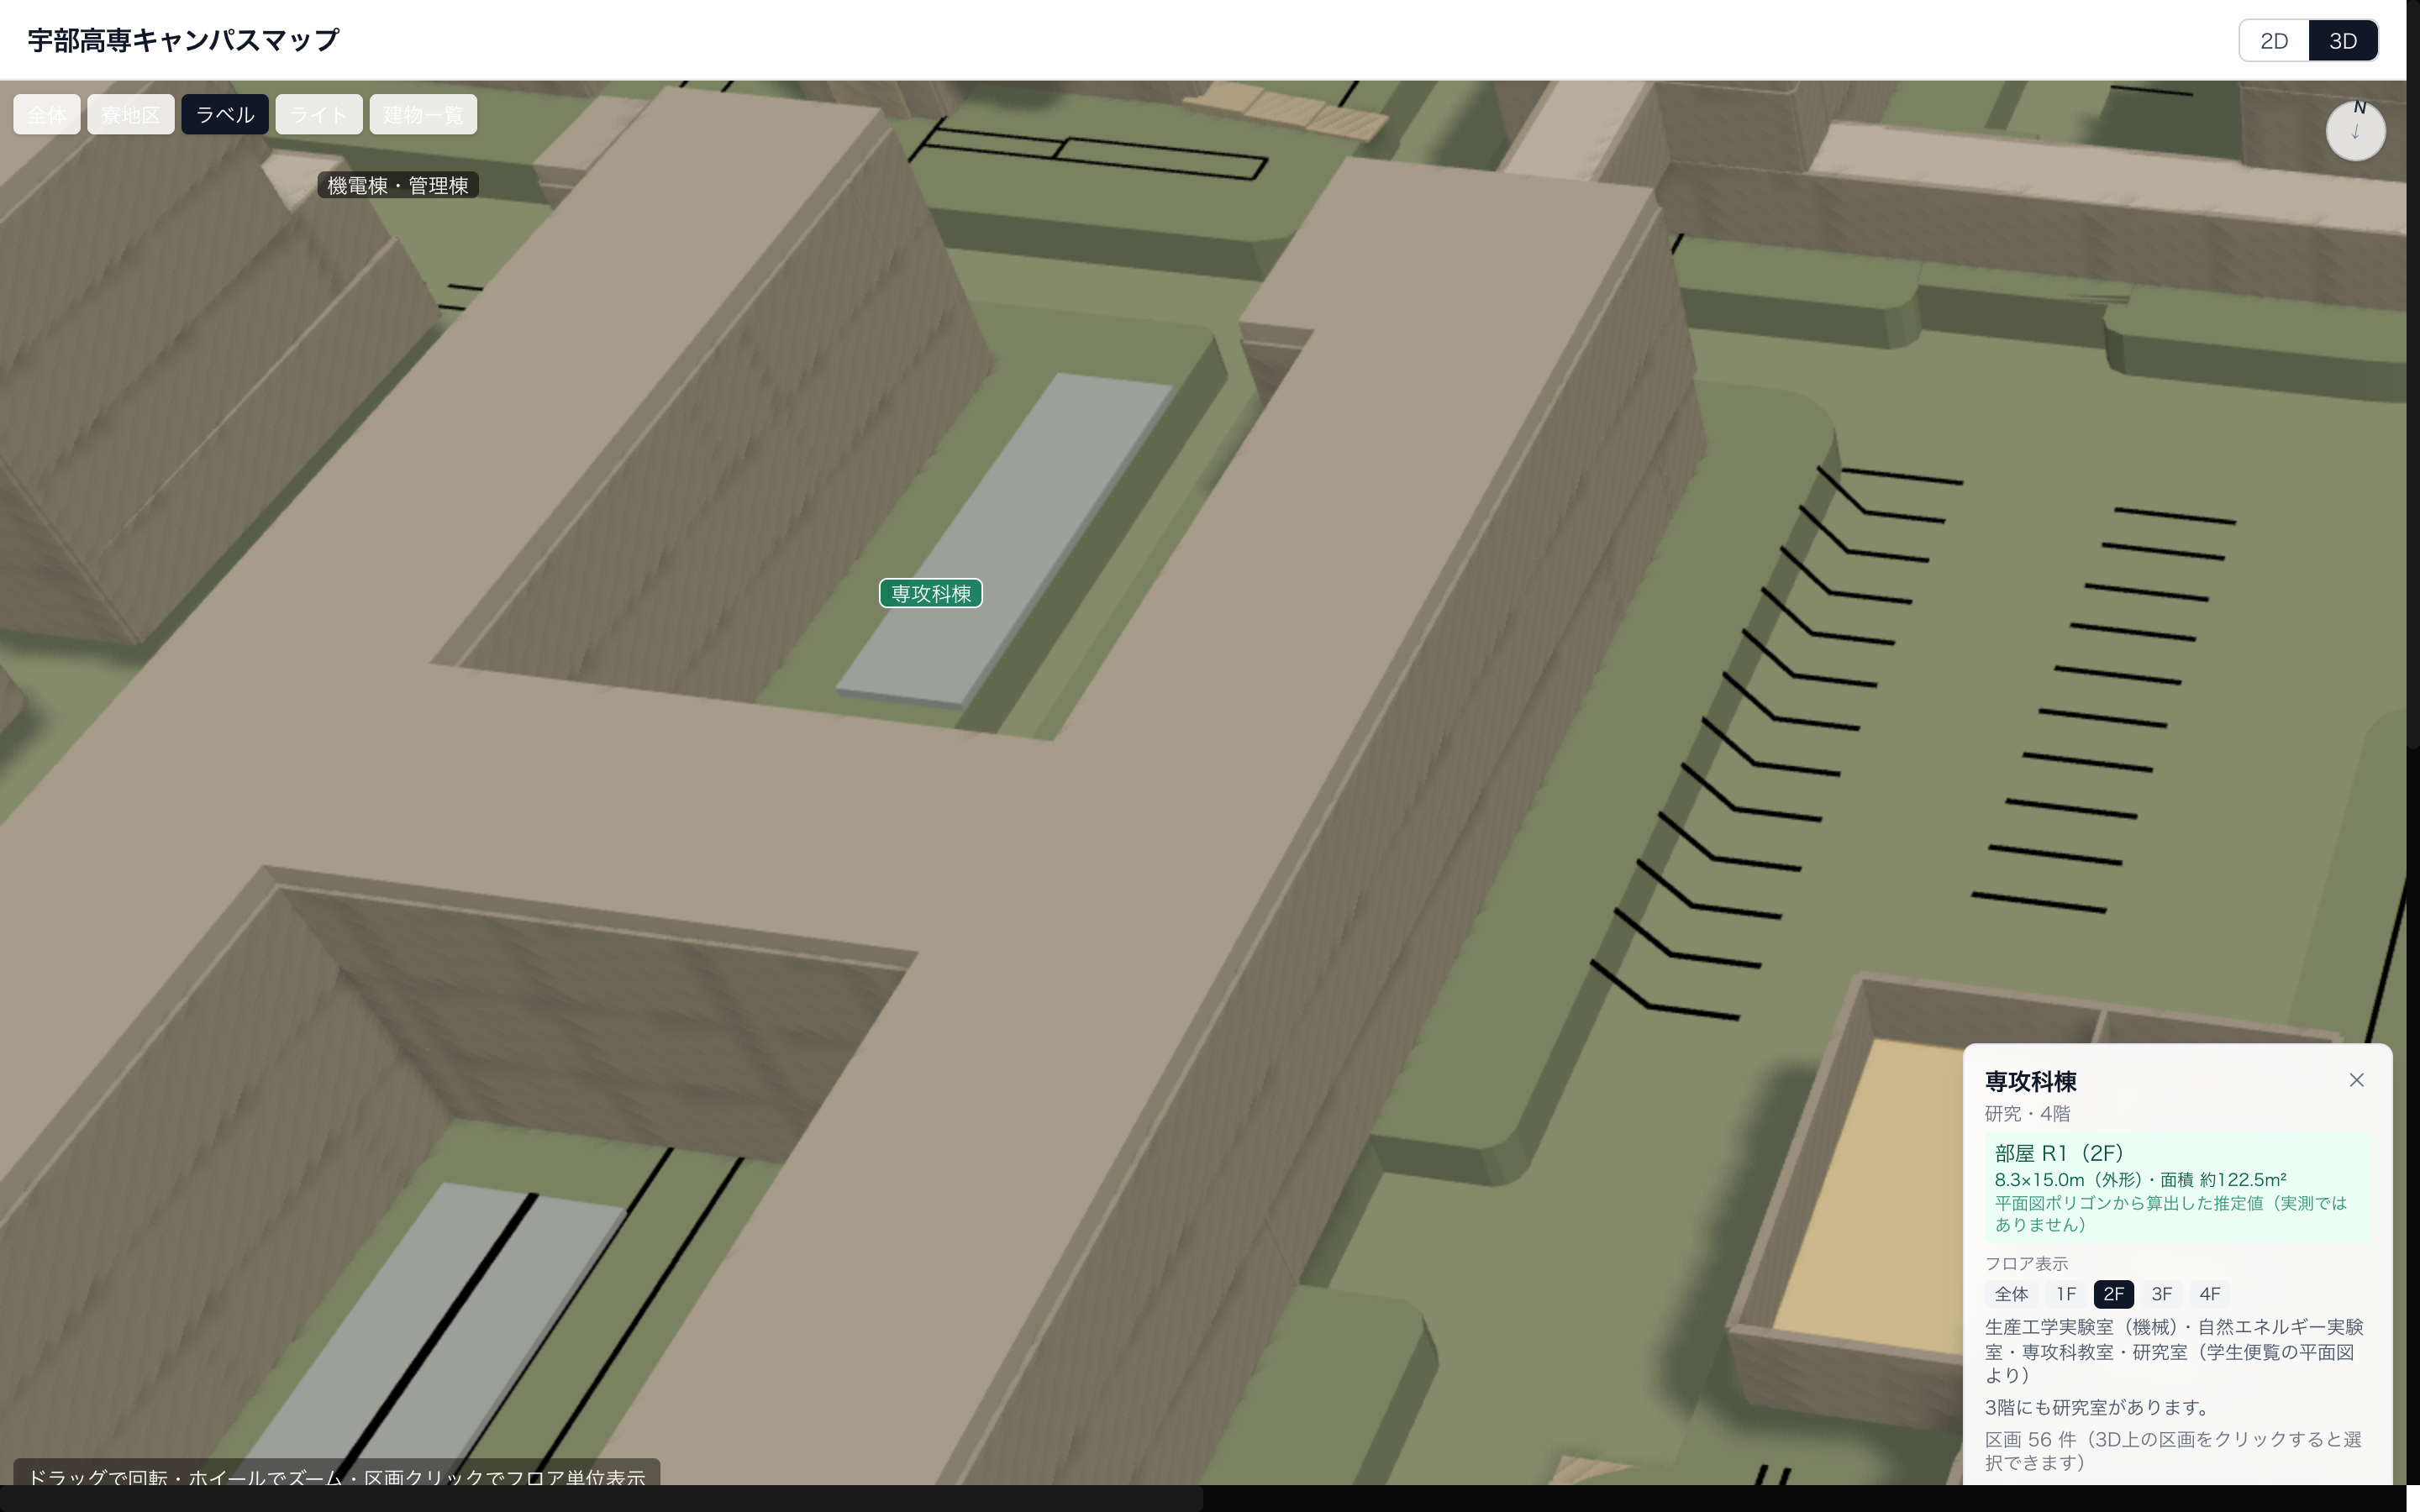 宇部高専キャンパスマップ
2D
3D
全体
寮地区
ラベル
ライト
建物一覧
N
↓
機電棟・管理棟
専攻科棟
専攻科棟
×
研究・4階
部屋 R1（2F）
8.3×15.0m（外形）・面積 約122.5m²
平面図ポリゴンから算出した推定値（実測では
ありません）
フロア表示
全体
1F
2F
3F
4F
生産工学実験室（機械）・自然エネルギー実験
室・専攻科教室・研究室（学生便覧の平面図
より）
3階にも研究室があります。
区画 56 件（3D上の区画をクリックすると選
択できます）
ドラッグで回転・ホイールでズーム・区画クリックでフロア単位表示